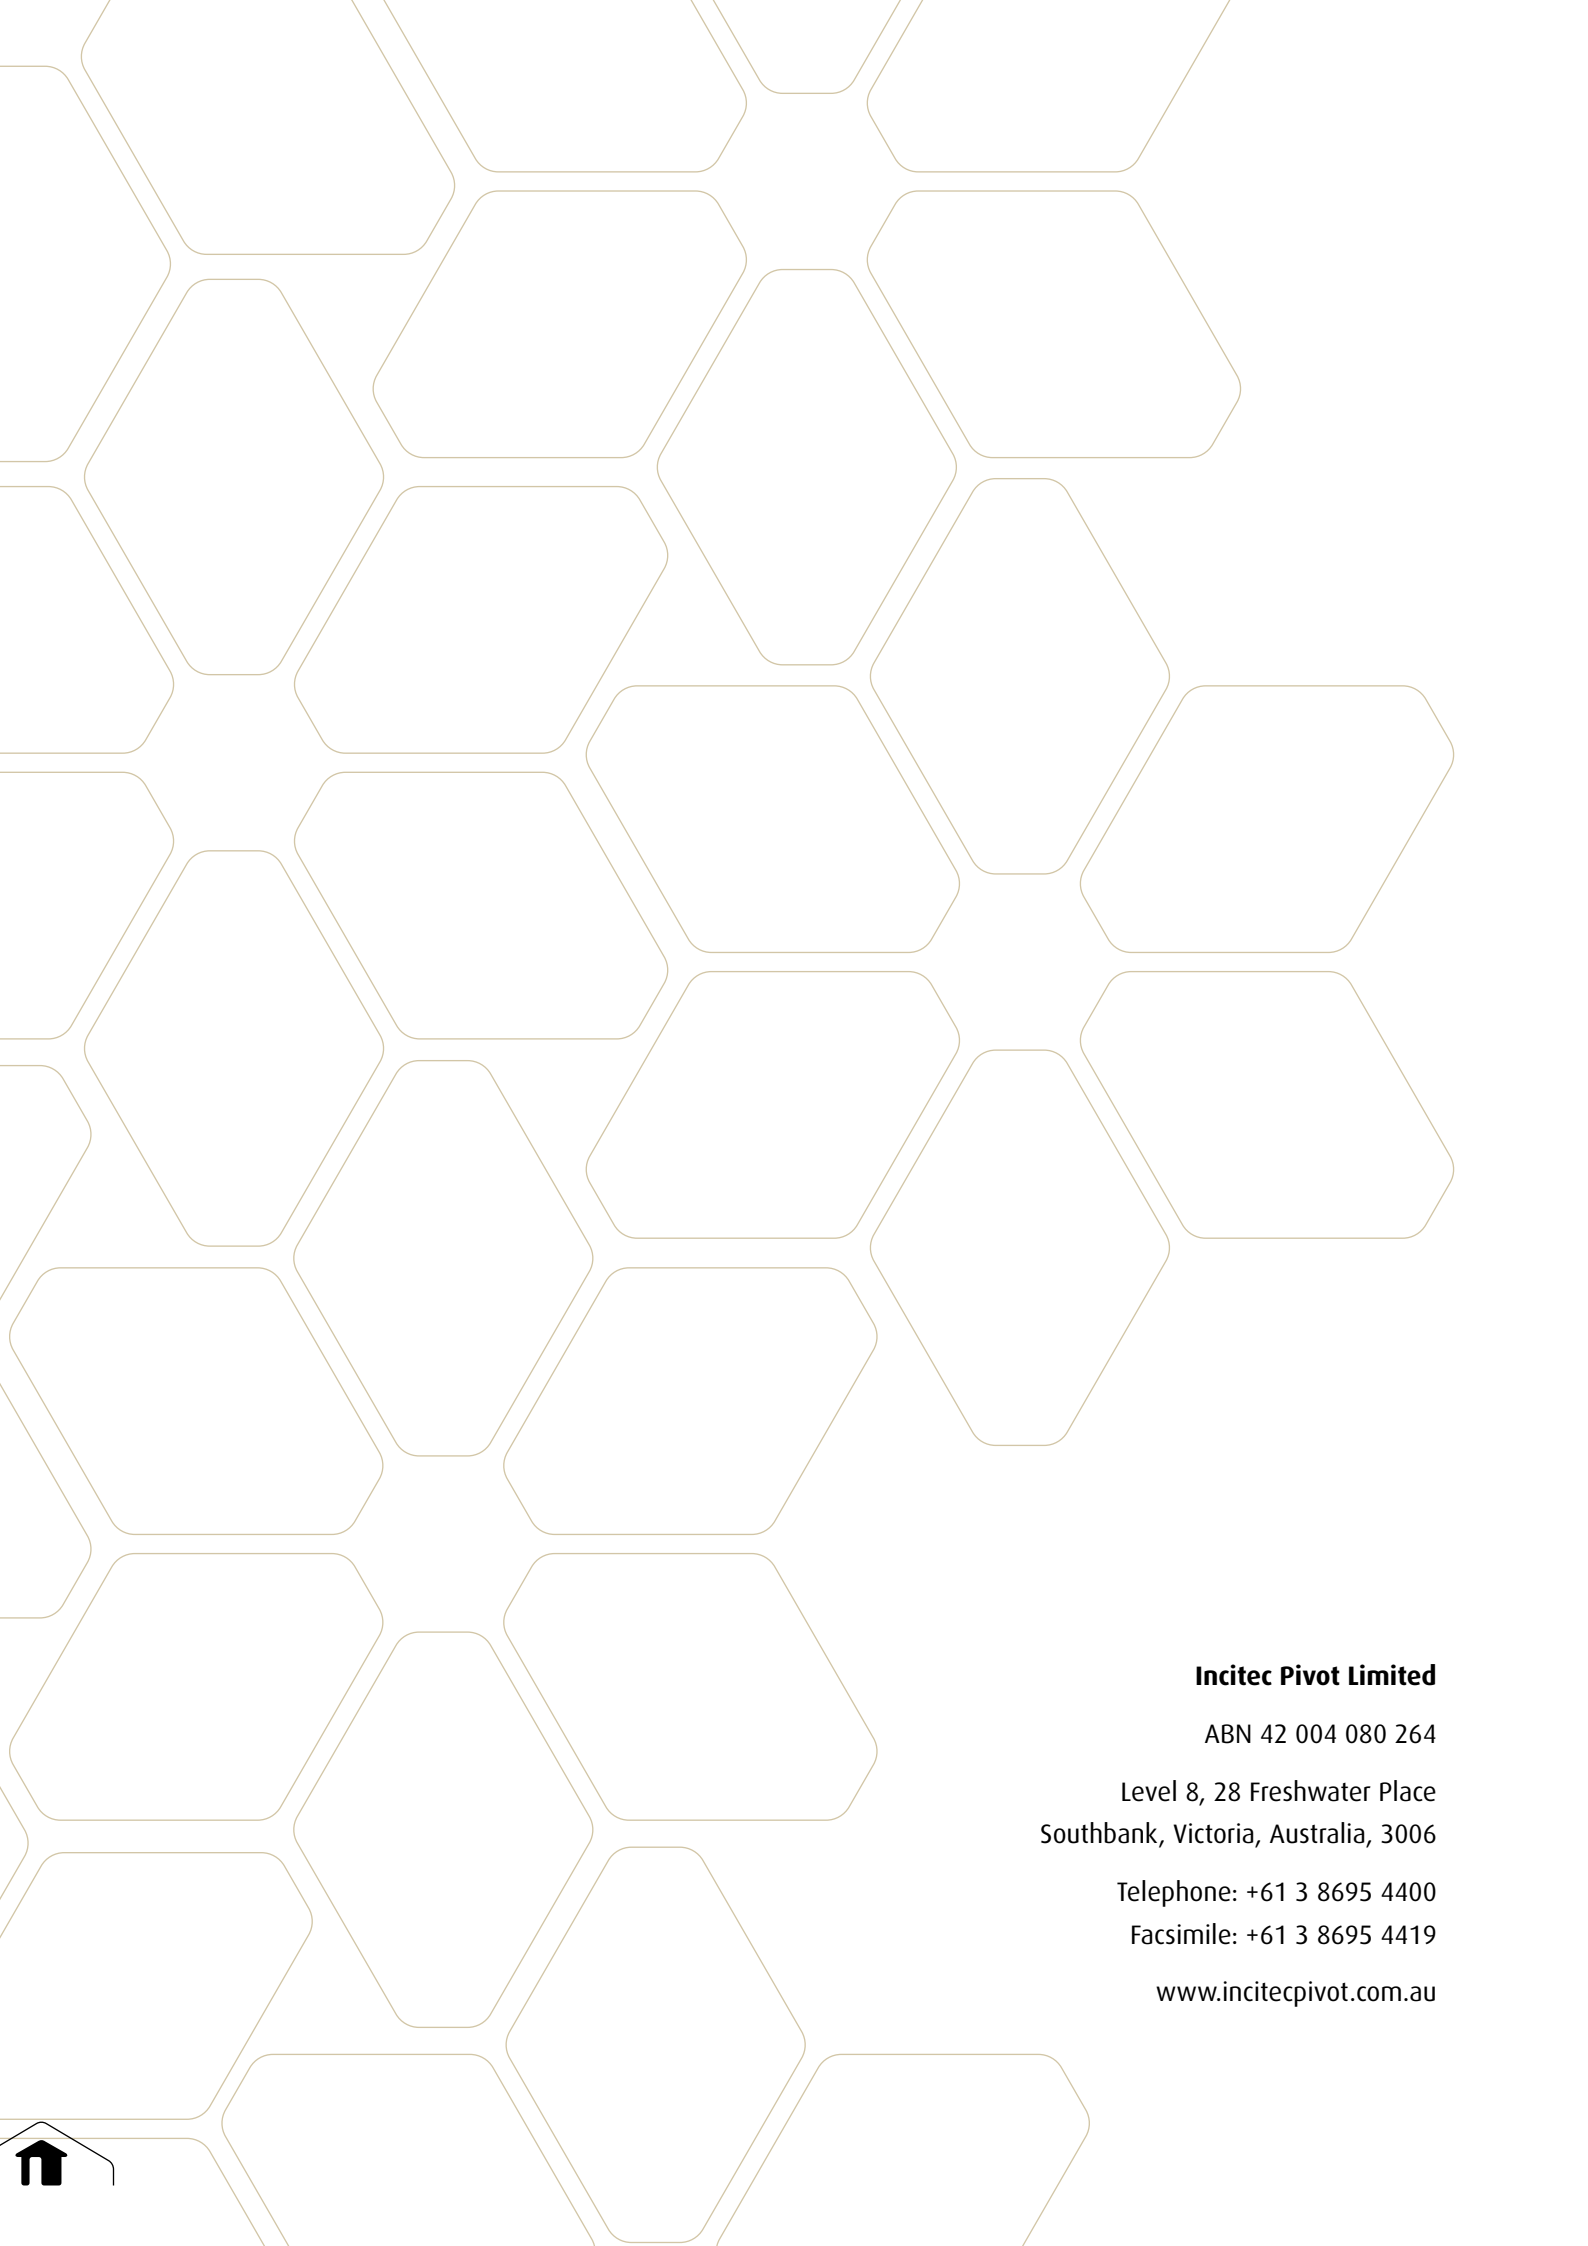 Incitec Pivot Limited
ABN 42 004 080 264
Level 8, 28 Freshwater Place
Southbank, Victoria, Australia, 3006
Telephone: +61 3 8695 4400
Facsimile: +61 3 8695 4419
www.incitecpivot.com.au